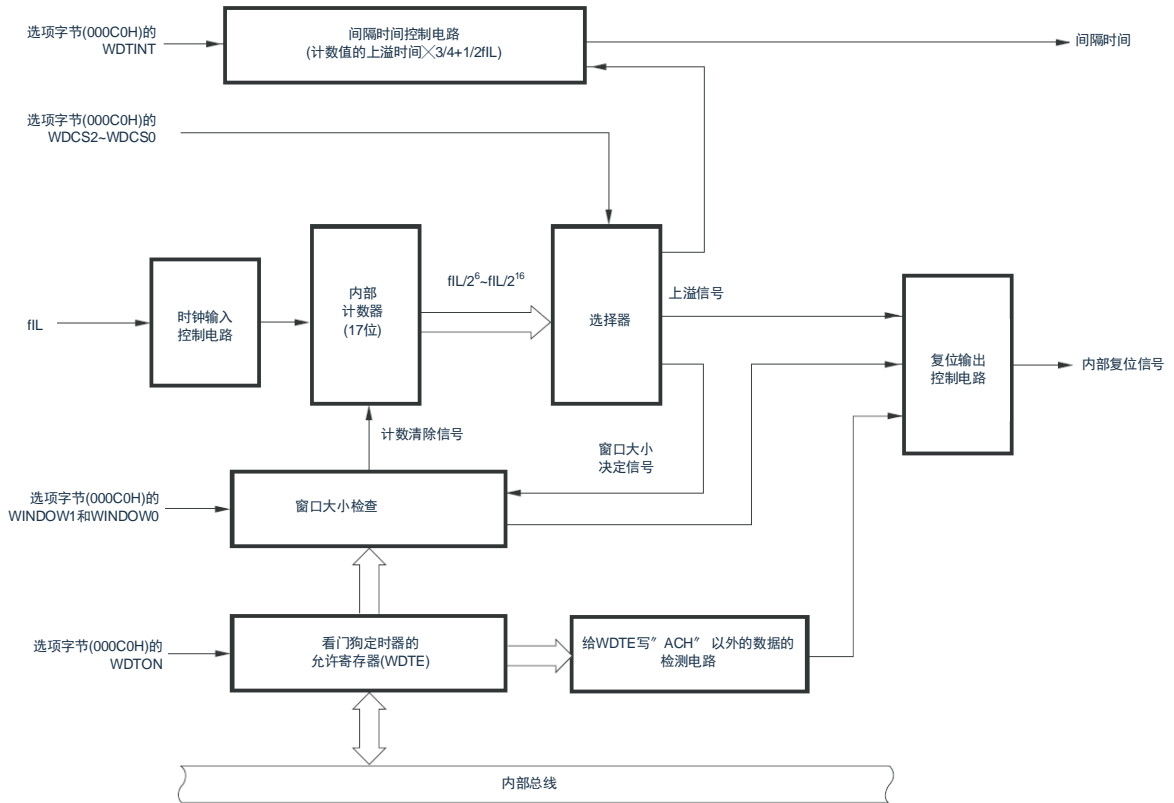 选项字节(000C0H)的
WDTINT
间隔时间控制电路
(计数值的上溢时间╳3/4+1/2fIL)
间隔时间
选项字节(000C0H)的
WDCS2~WDCS0
fIL
时钟输入
控制电路
内部
计数器
(17位)
fIL/2⁶~fIL/2¹⁶
选择器
上溢信号
复位输出
控制电路
内部复位信号
计数清除信号
窗口大小
决定信号
选项字节(000C0H)的
WINDOW1和WINDOW0
窗口大小检查
选项字节(000C0H)的
WDTON
看门狗定时器的
允许寄存器(WDTE)
给WDTE写″ACH″以外的数据的
检测电路
内部总线